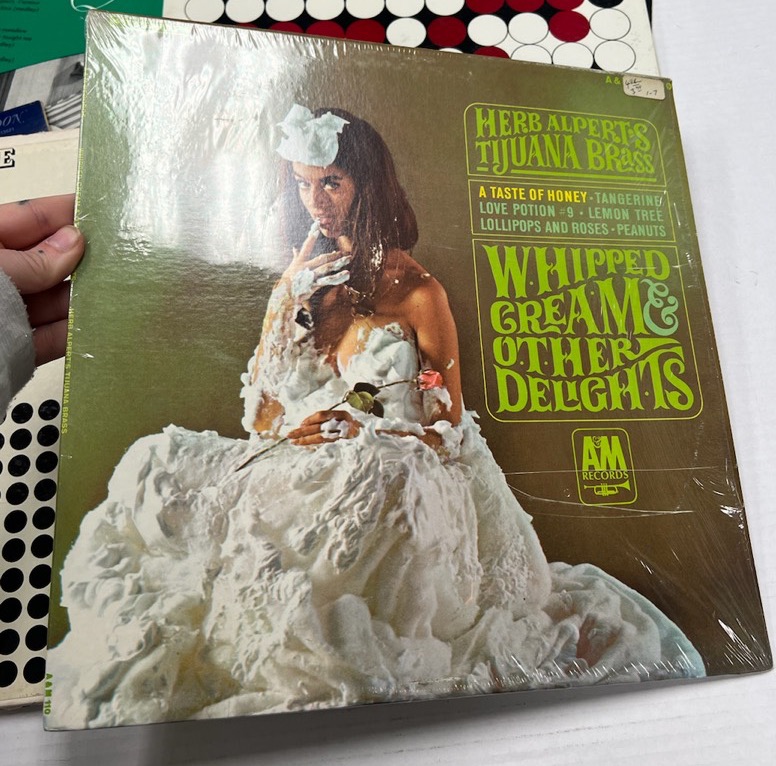 HERB ALPERT'S
TIJUANA BRASS
A TASTE OF HONEY • TANGERINE
LOVE POTION #9 • LEMON TREE
LOLLIPOPS AND ROSES • PEANUTS
WHIPPED
CREAM &
OTHER
DELIGHTS
A&M
RECORDS
HERB ALPERT'S TIJUANA BRASS
A&M 110
A &
E